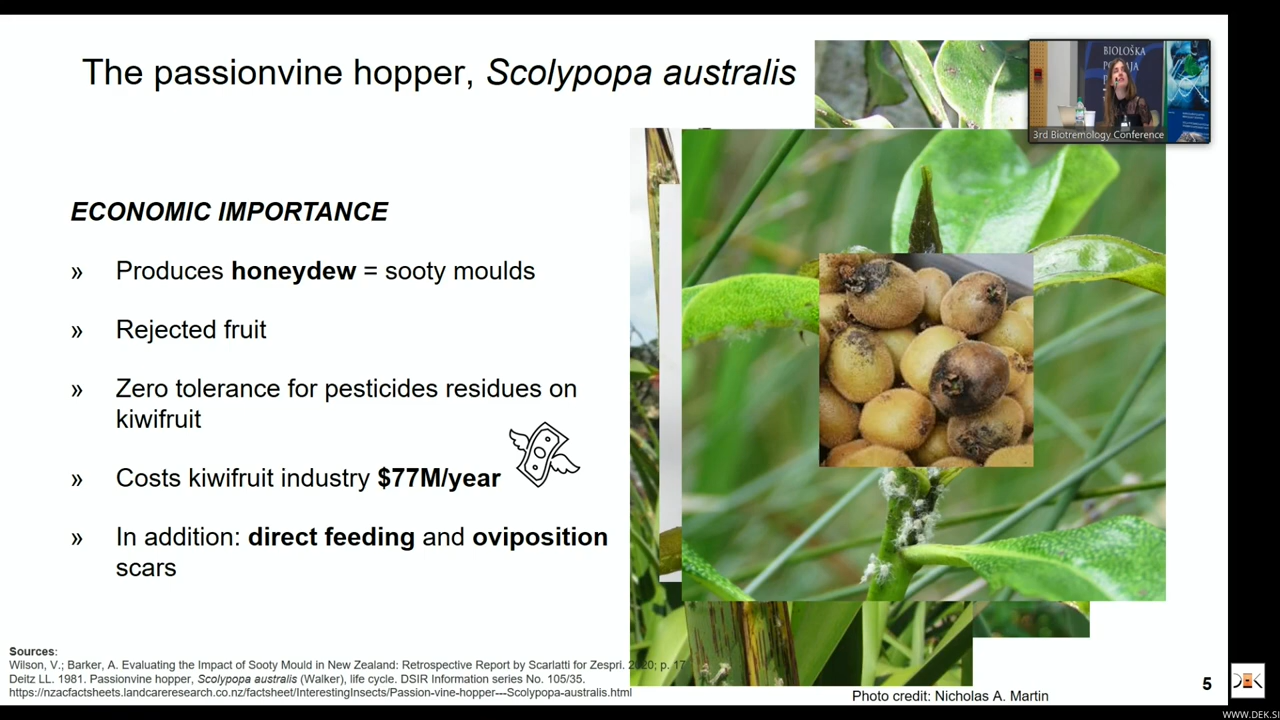 The passionvine hopper, Scolypopa australis
BIOLOŠKA
3rd Biotremology Conference
ECONOMIC IMPORTANCE
» Produces honeydew = sooty moulds
» Rejected fruit
» Zero tolerance for pesticides residues on
kiwifruit
» Costs kiwifruit industry $77M/year
» In addition: direct feeding and oviposition
scars
Sources:
Wilson, V.; Barker, A. Evaluating the Impact of Sooty Mould in New Zealand: Retrospective Report by Scarlatti for Zespri. 2020; p. 17
Deitz LL. 1981. Passionvine hopper, Scolypopa australis (Walker), life cycle. DSIR Information series No. 105/35.
https://nzacfactsheets.landcareresearch.co.nz/factsheet/InterestingInsects/Passion-vine-hopper---Scolypopa-australis.html
Photo credit: Nicholas A. Martin
5
WWW.DEK.SI